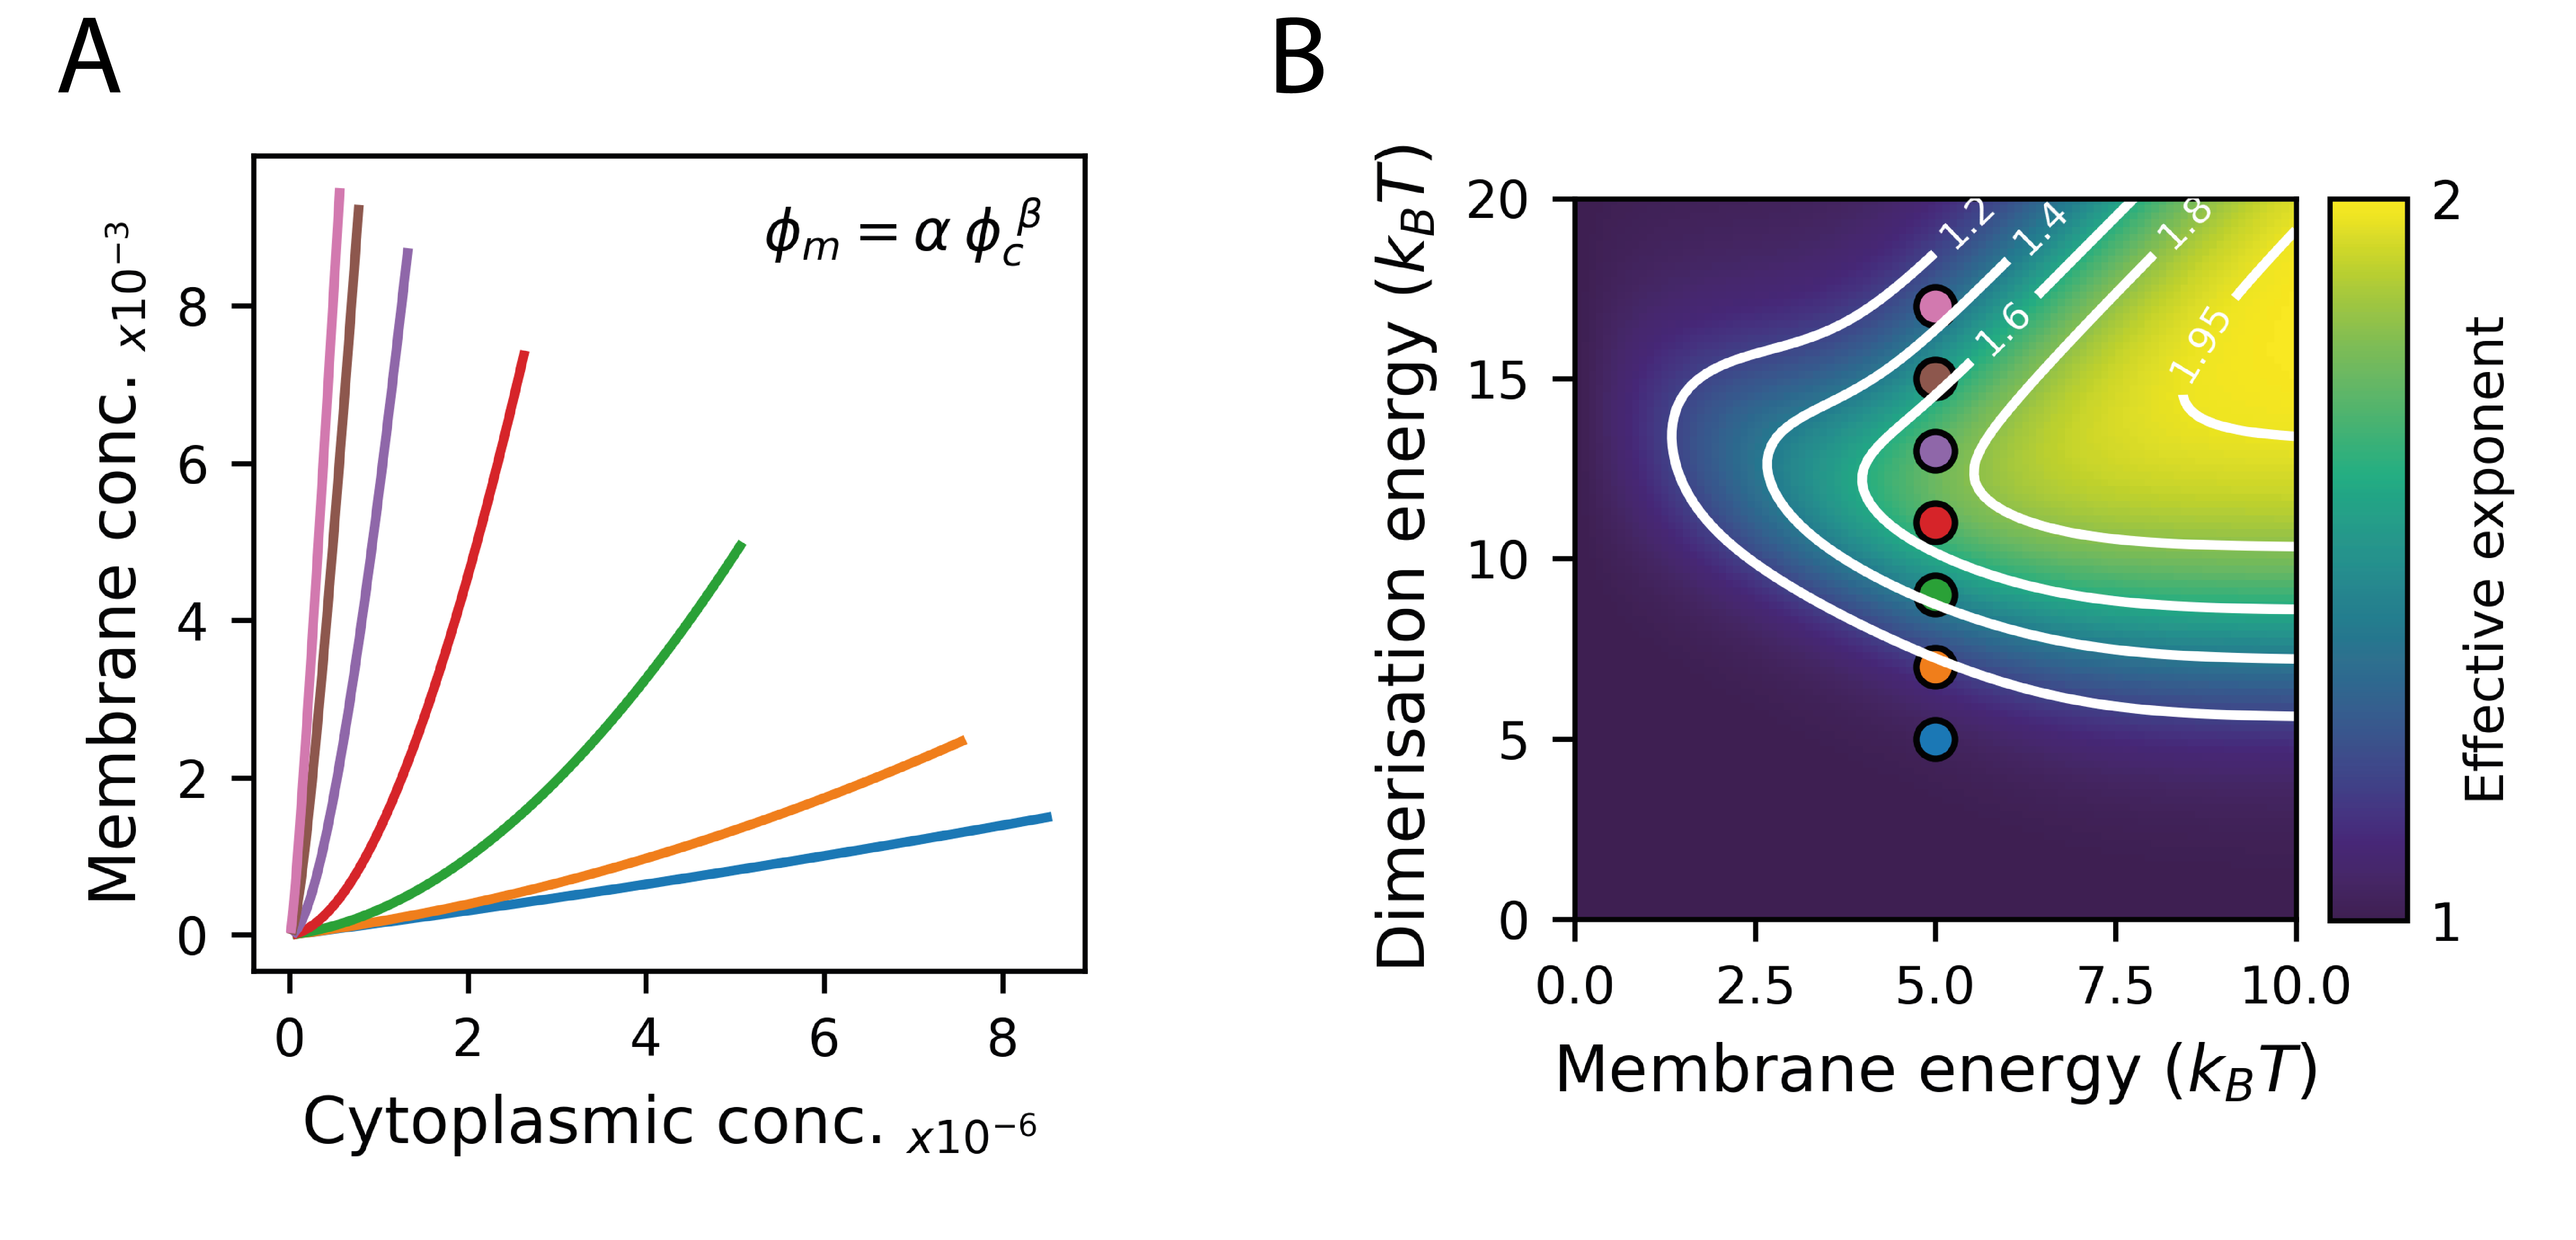 A
B
ϕm = α ϕc^β
Membrane conc. x10⁻³
8
6
4
2
0
0 2 4 6 8
Cytoplasmic conc. x10⁻⁶
Dimerisation energy (kBT)
20
15
10
5
0
1.2
1.4
1.6
1.8
1.95
0.0 2.5 5.0 7.5 10.0
Membrane energy (kBT)
2
1
Effective exponent